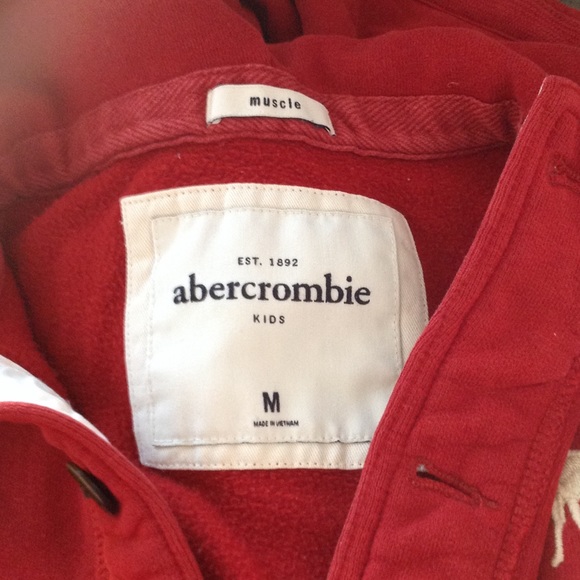 muscle
EST. 1892
abercrombie
KIDS
M
MADE IN VIETNAM